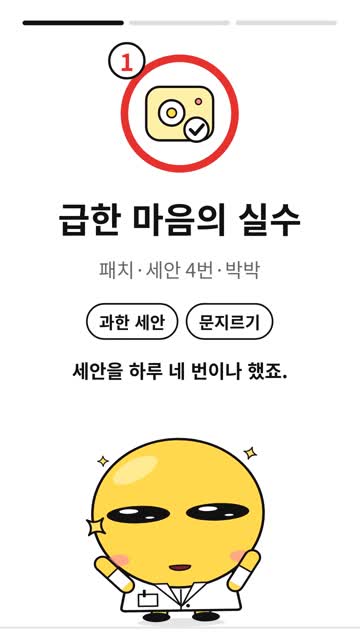 1
급한 마음의 실수
패치·세안 4번·박박
과한 세안 문지르기
세안을 하루 네 번이나 했죠.